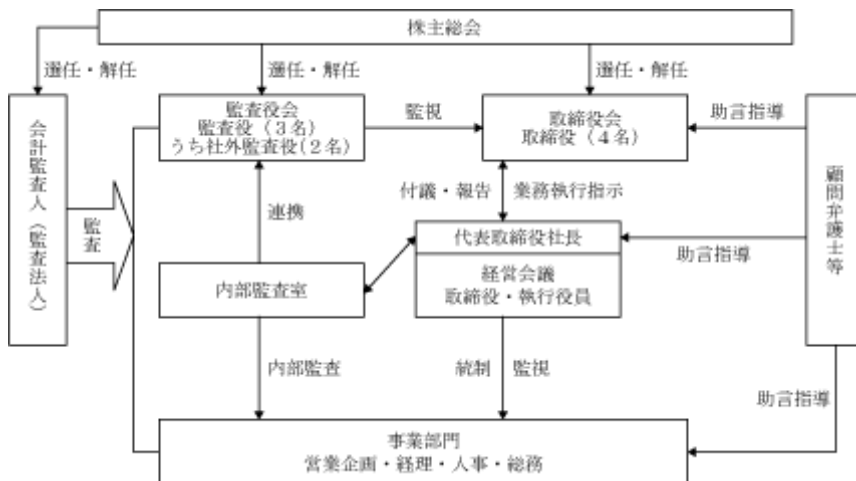 株主総会
選任・解任
選任・解任
選任・解任
会計監査人（監査法人）
監査役会
監査役（３名）
うち社外監査役(２名)
監視
取締役会
取締役（４名）
助言指導
顧問弁護士等
監査
連携
付議・報告
業務執行指示
代表取締役社長
助言指導
経営会議
取締役・執行役員
内部監査室
内部監査
統制
監視
助言指導
事業部門
営業企画・経理・人事・総務